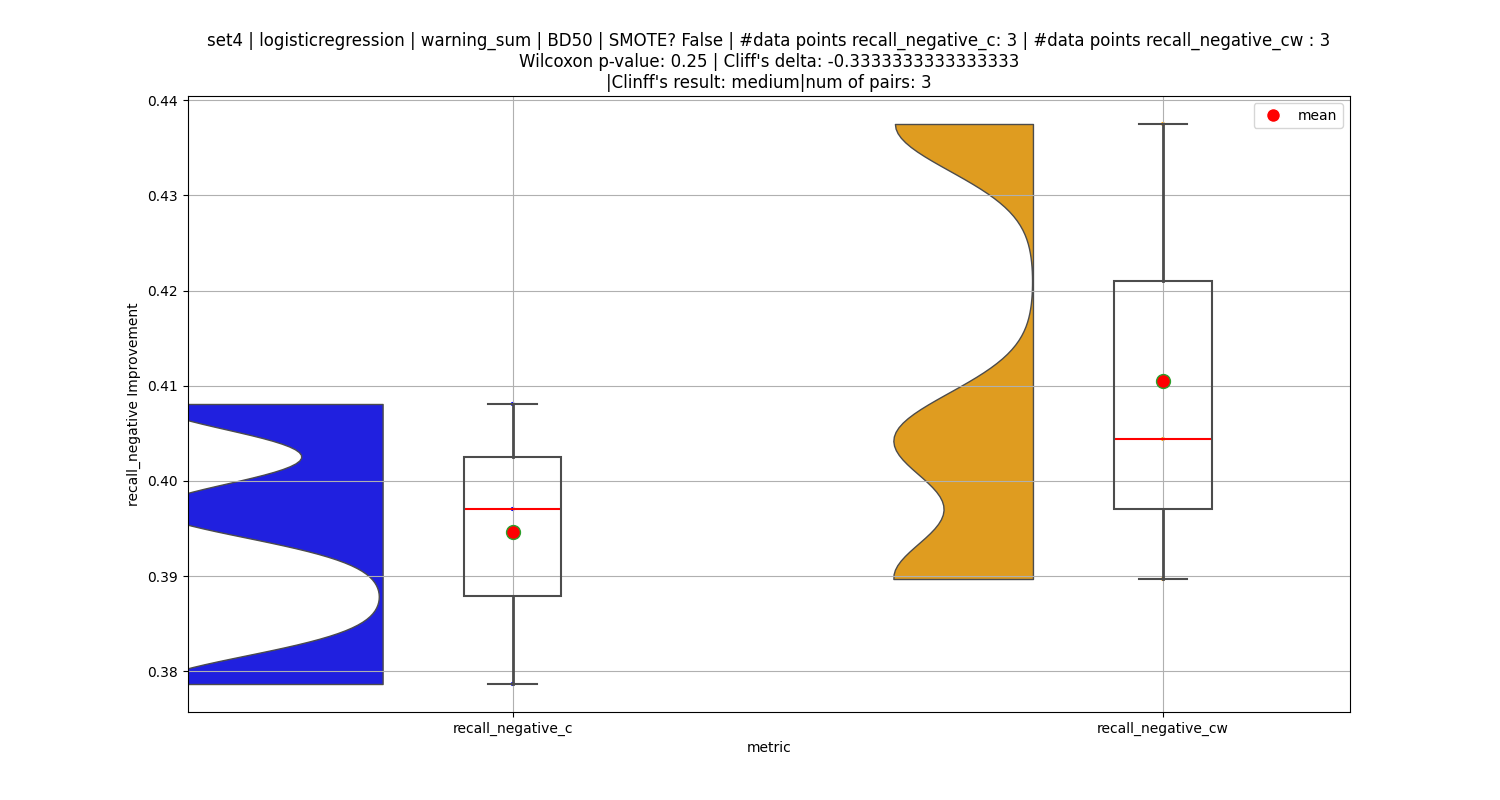 set4 | logisticregression | warning_sum | BD50 | SMOTE? False | #data points recall_negative_c: 3 | #data points recall_negative_cw : 3
Wilcoxon p-value: 0.25 | Cliff's delta: -0.3333333333333333
|Clinff's result: medium|num of pairs: 3
mean
0.44
0.43
0.42
0.41
0.40
0.39
0.38
recall_negative Improvement
recall_negative_c
recall_negative_cw
metric